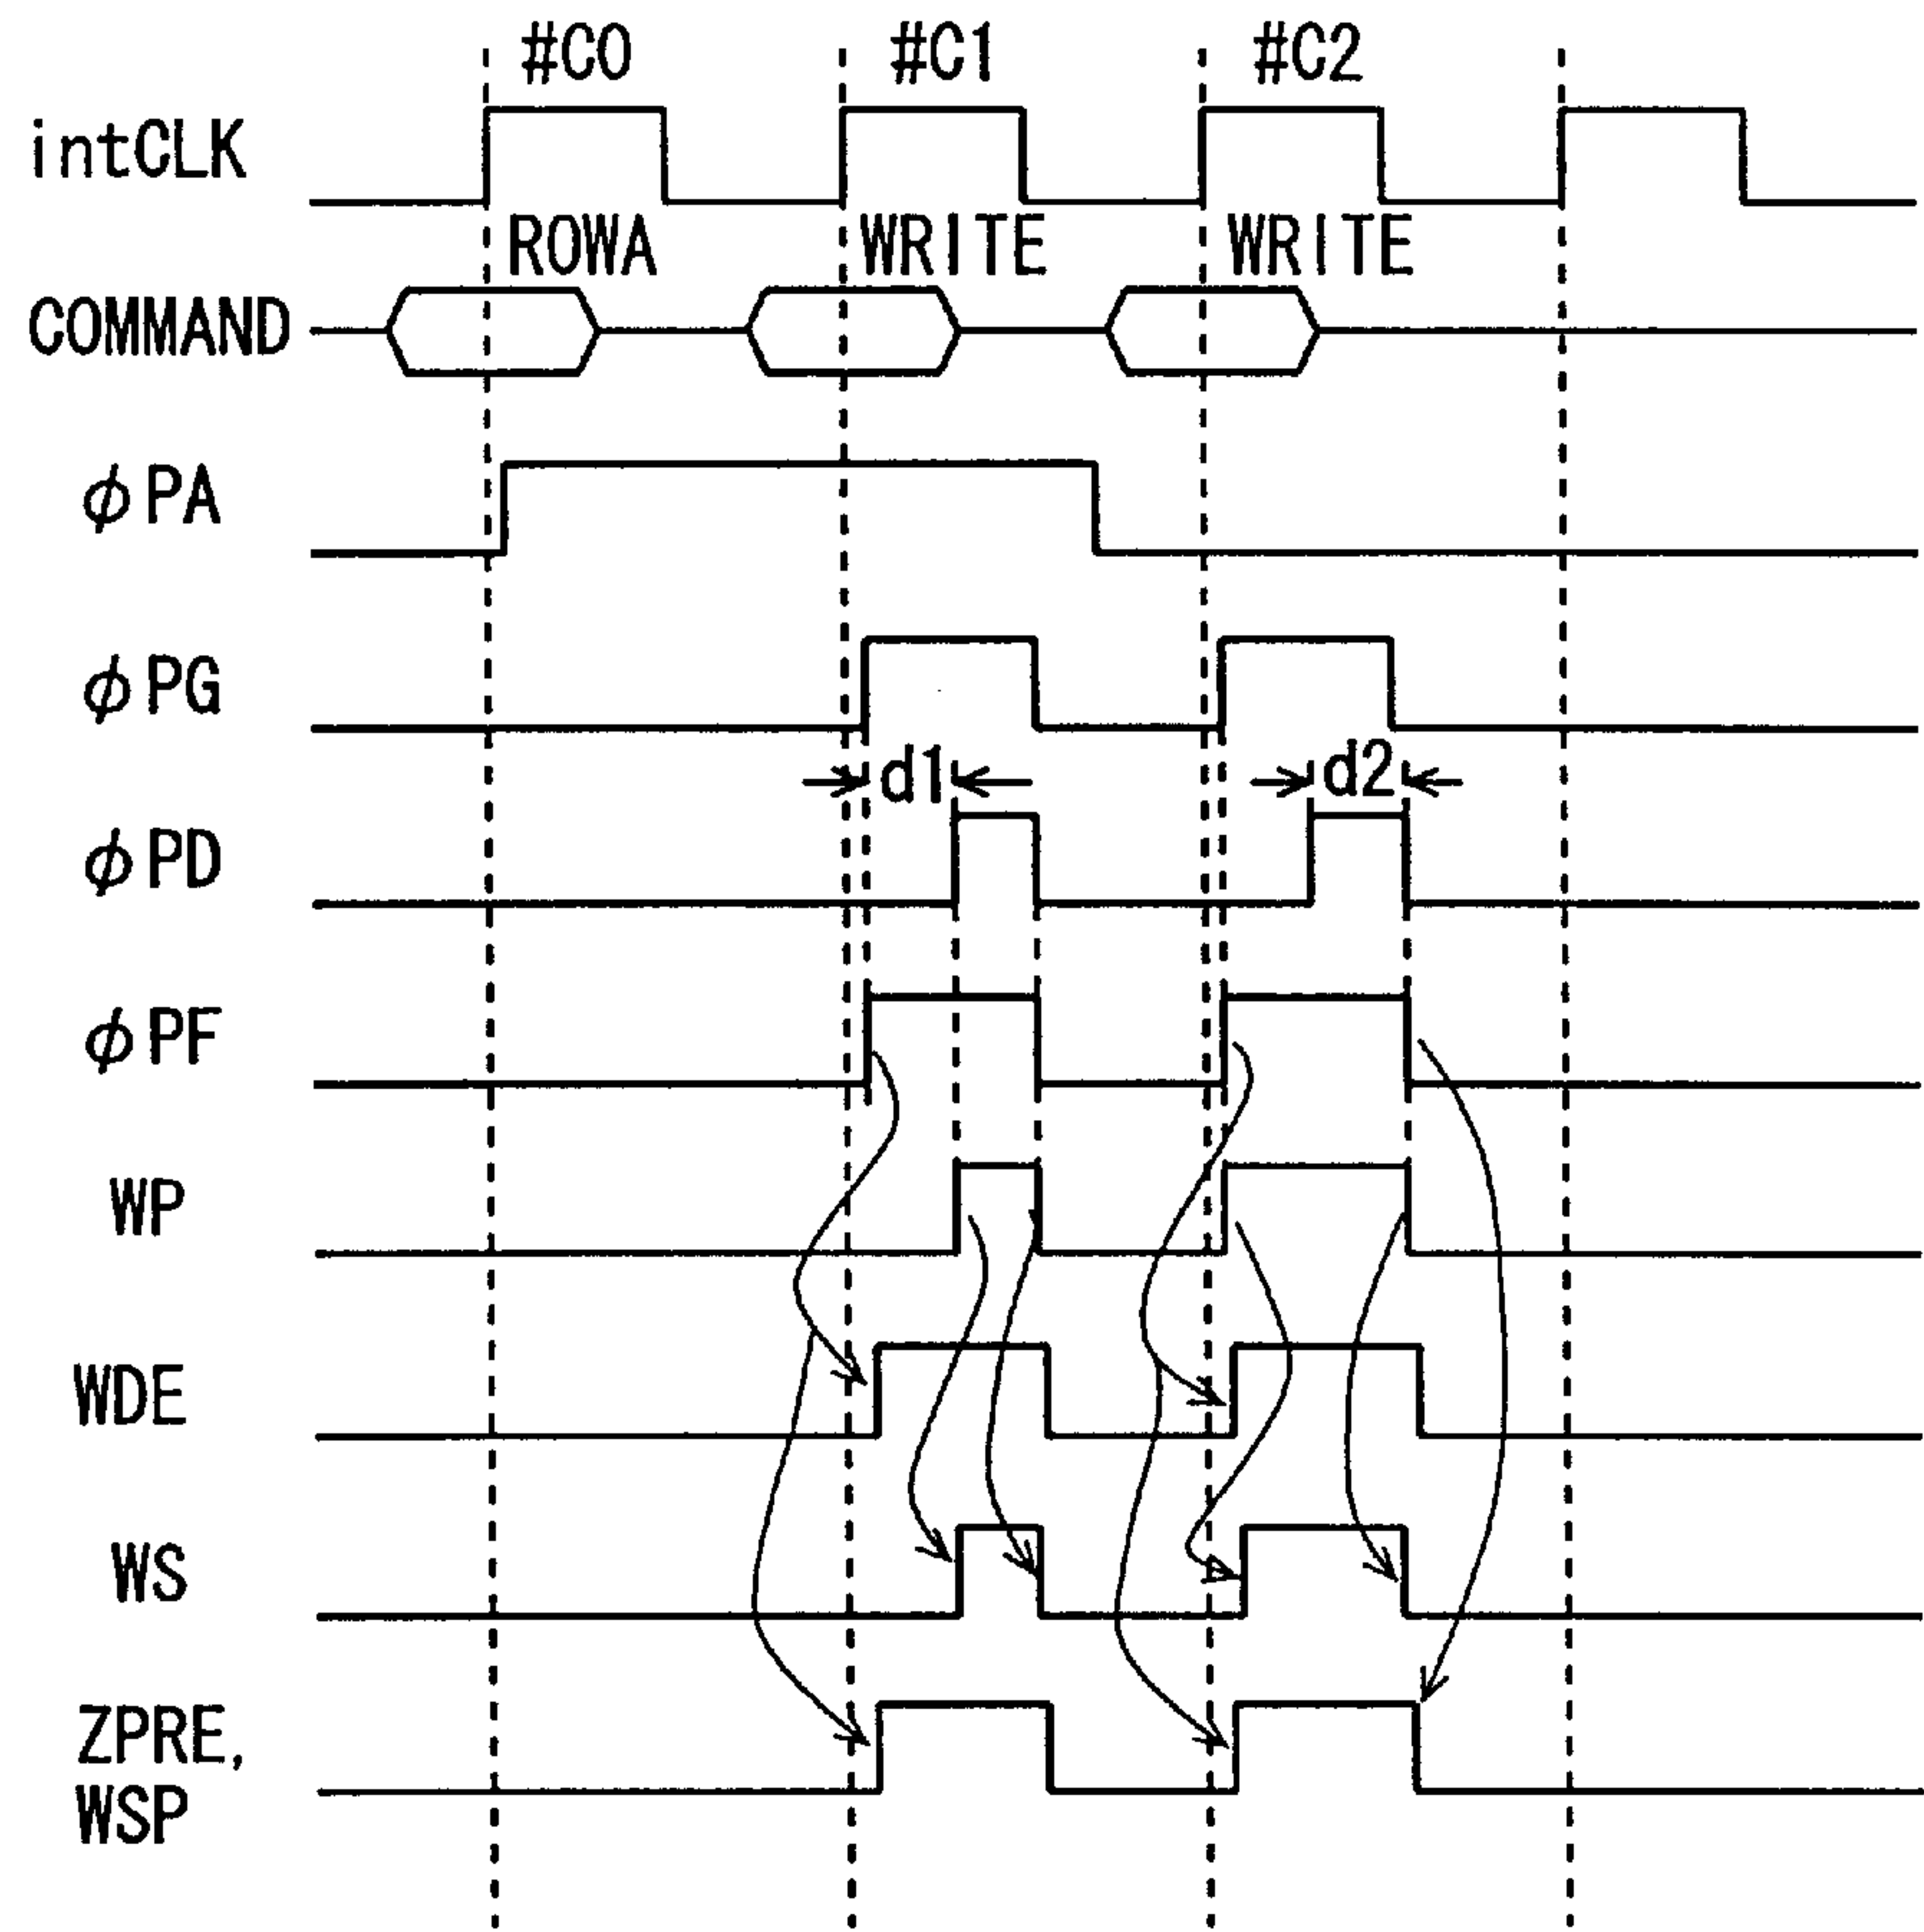 #C0 #C1 #C2
intCLK
ROWA WRITE WRITE
COMMAND
φPA
φPG
d1 d2
φPD
φPF
WP
WDE
WS
ZPRE,
WSP